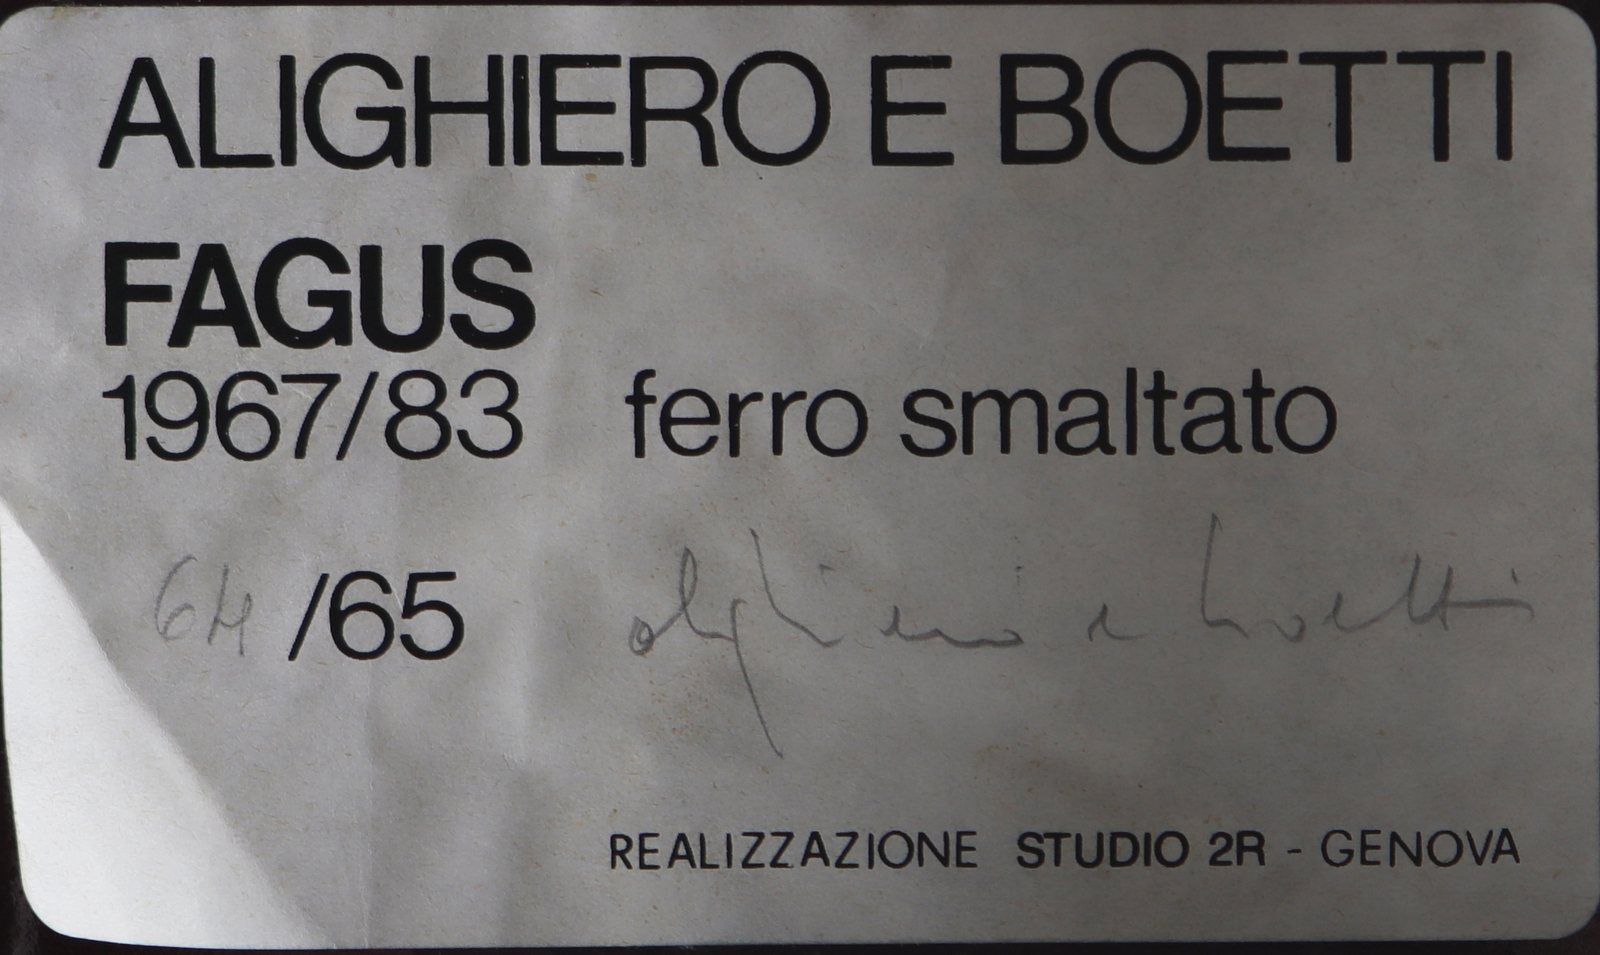 ALIGHIERO E BOETTI
FAGUS
1967/83 ferro smaltato
64 /65 alighiero e boetti
REALIZZAZIONE STUDIO 2R - GENOVA